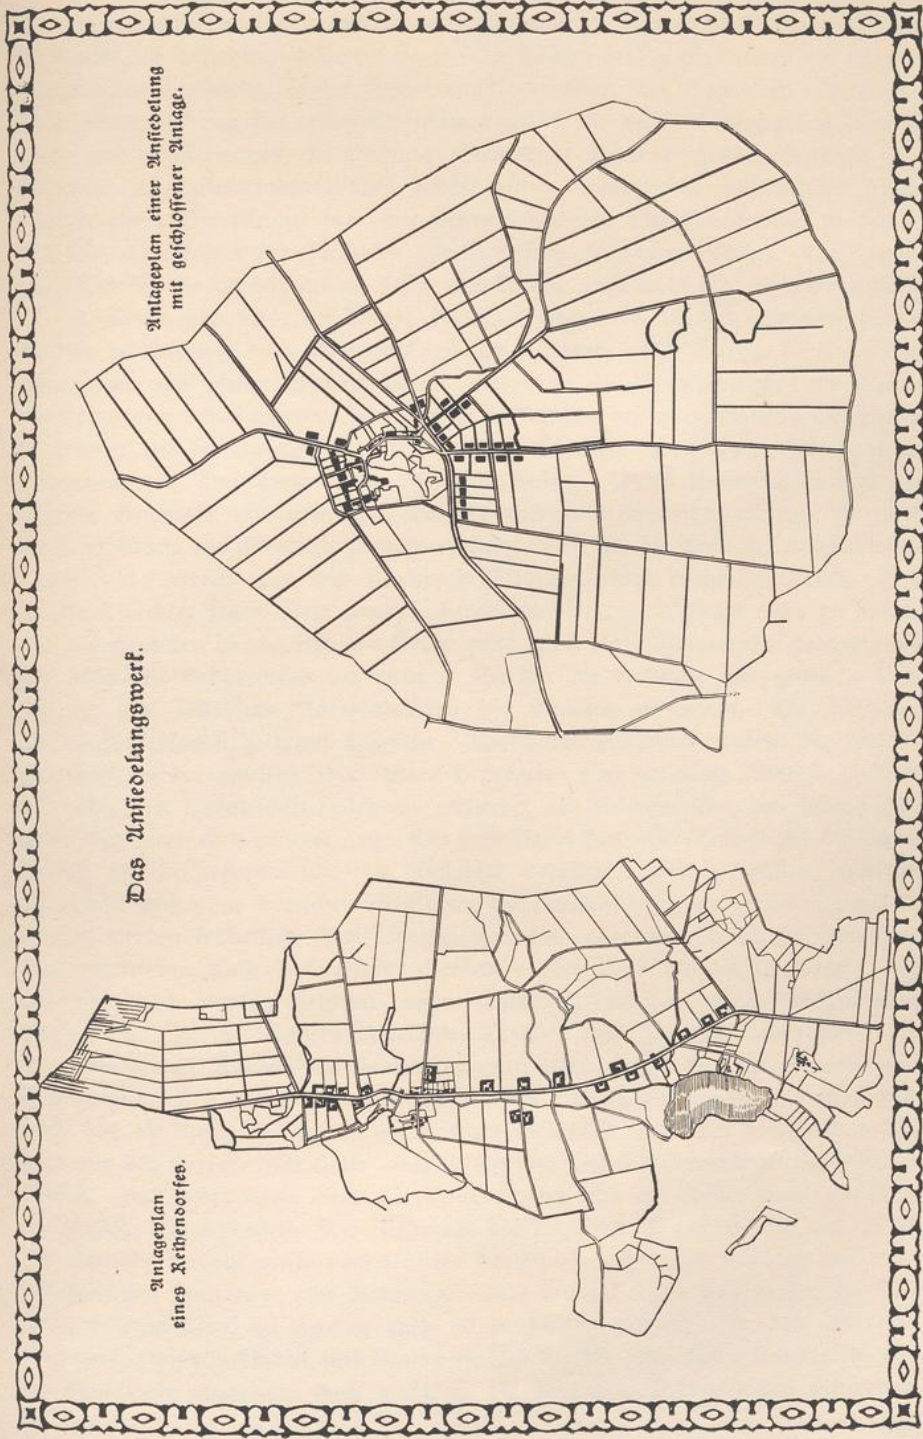 Das Ansiedelungswerk.
Anlageplan
eines Reihendorfes.
Anlageplan einer Ansiedelung
mit geschlossener Anlage.